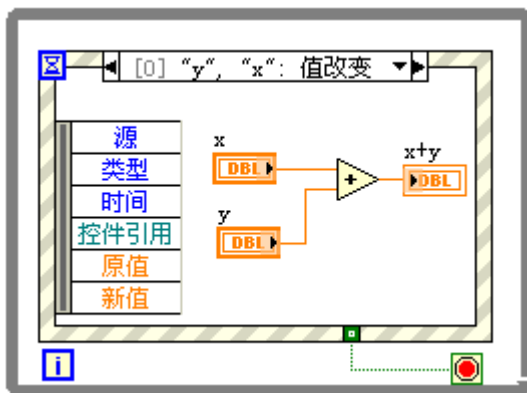 [0] "y", "x": 值改变
源
类型
时间
控件引用
原值
新值
x
DBL
y
DBL
+
x+y
DBL
i